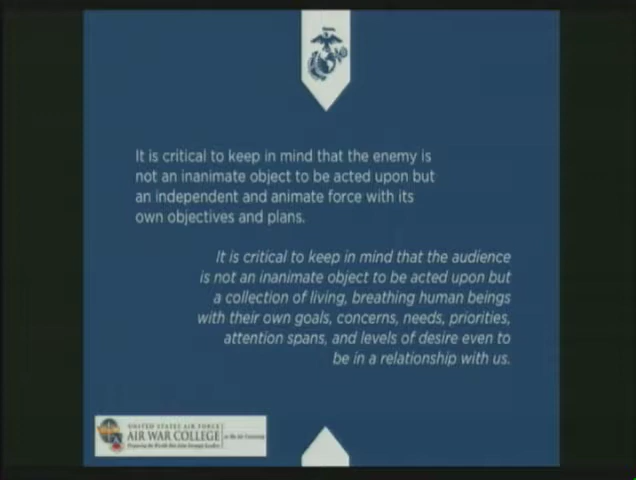 It is critical to keep in mind that the enemy is
not an inanimate object to be acted upon but
an independent and animate force with its
own objectives and plans.
It is critical to keep in mind that the audience
is not an inanimate object to be acted upon but
a collection of living, breathing human beings
with their own goals, concerns, needs, priorities,
attention spans, and levels of desire even to
be in a relationship with us.
UNITED STATES AIR FORCE
AIR WAR COLLEGE